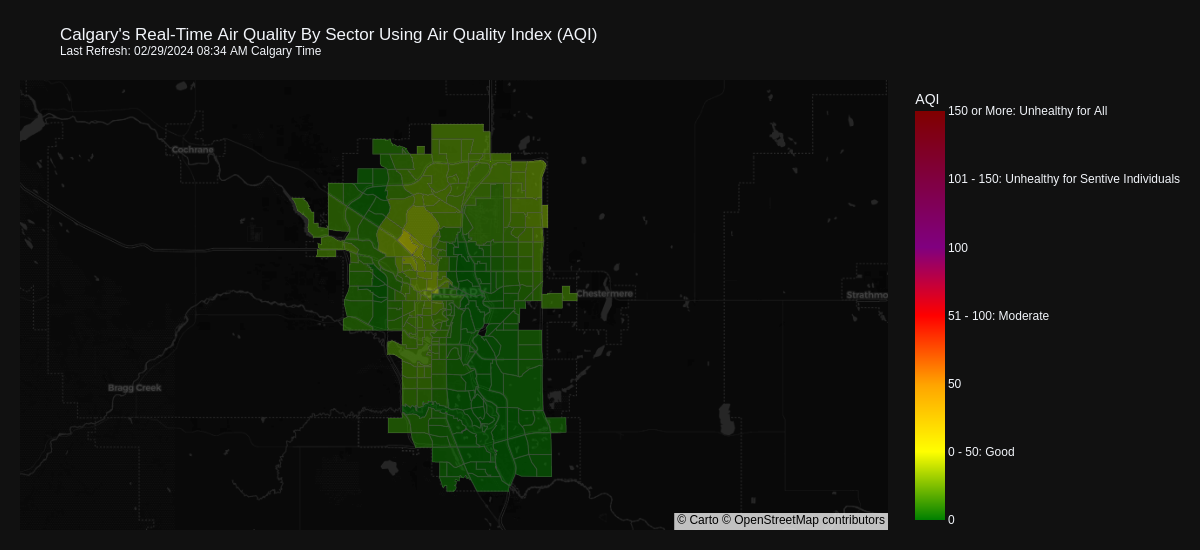 Calgary's Real-Time Air Quality By Sector Using Air Quality Index (AQI)
Last Refresh: 02/29/2024 08:34 AM Calgary Time
AQI
150 or More: Unhealthy for All
101 - 150: Unhealthy for Sentive Individuals
100
51 - 100: Moderate
50
0 - 50: Good
0
Cochrane
CALGARY
Chestermere
Strathmo
Bragg Creek
© Carto © OpenStreetMap contributors